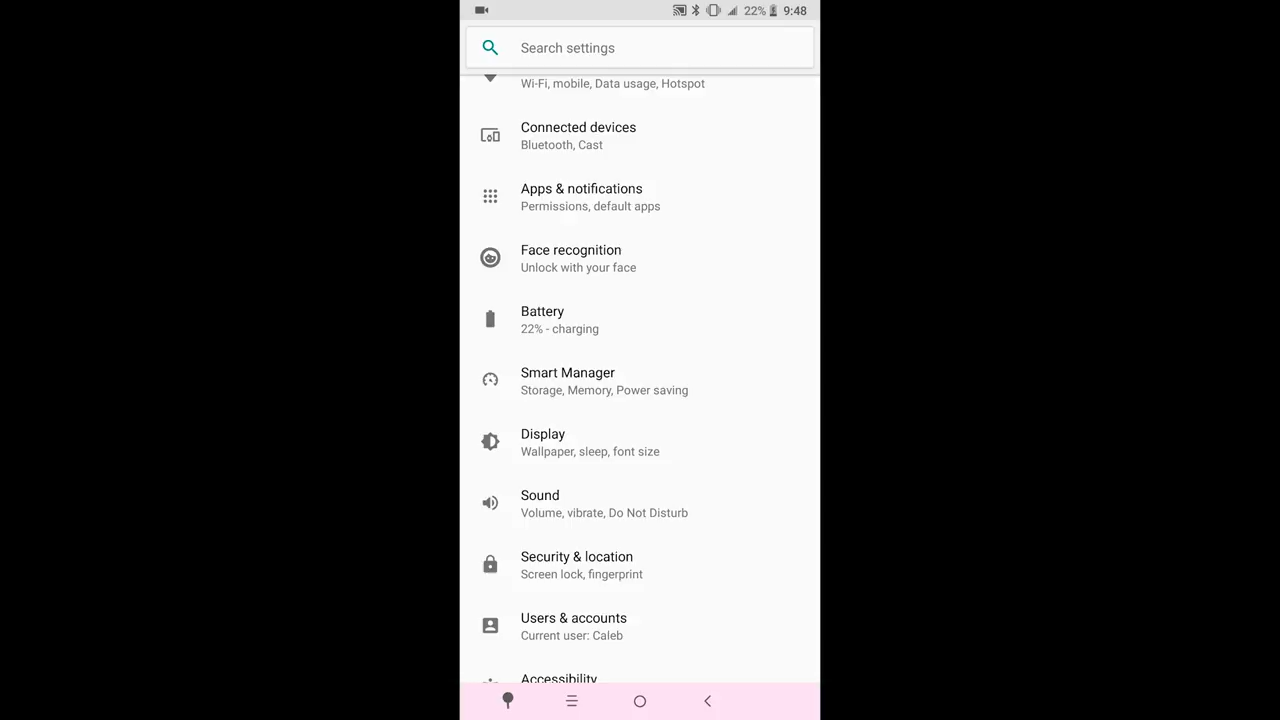 22% 9:48
Search settings
Wi-Fi, mobile, Data usage, Hotspot
Connected devices
Bluetooth, Cast
Apps & notifications
Permissions, default apps
Face recognition
Unlock with your face
Battery
22% - charging
Smart Manager
Storage, Memory, Power saving
Display
Wallpaper, sleep, font size
Sound
Volume, vibrate, Do Not Disturb
Security & location
Screen lock, fingerprint
Users & accounts
Current user: Caleb
Accessibility